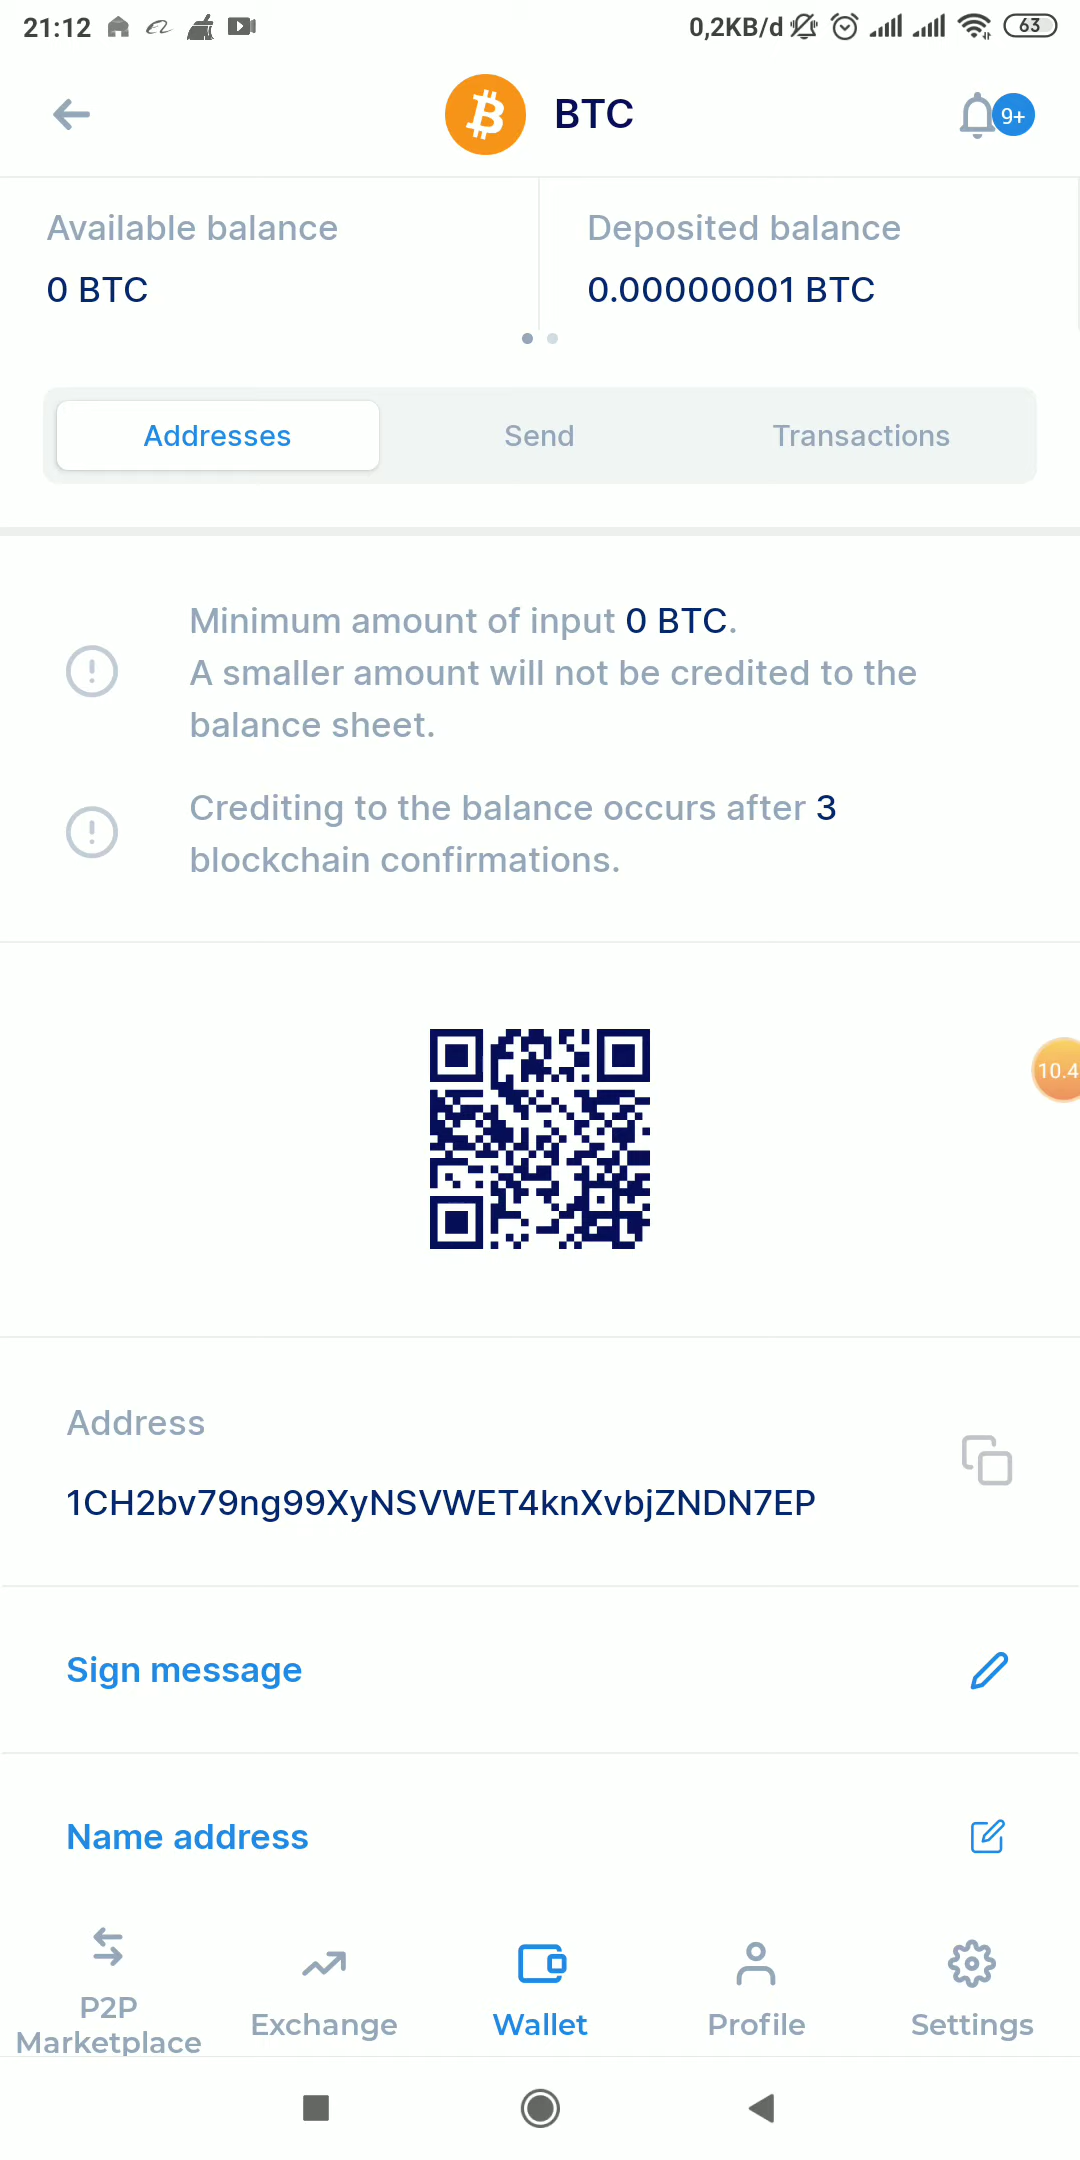 21:12 0,2KB/d 63
BTC 9+
Available balance Deposited balance
0 BTC 0.00000001 BTC
Addresses Send Transactions
Minimum amount of input 0 BTC.
A smaller amount will not be credited to the
balance sheet.
Crediting to the balance occurs after 3
blockchain confirmations.
10.4
Address
1CH2bv79ng99XyNSVWET4knXvbjZNDN7EP
Sign message
Name address
P2P
Marketplace Exchange Wallet Profile Settings